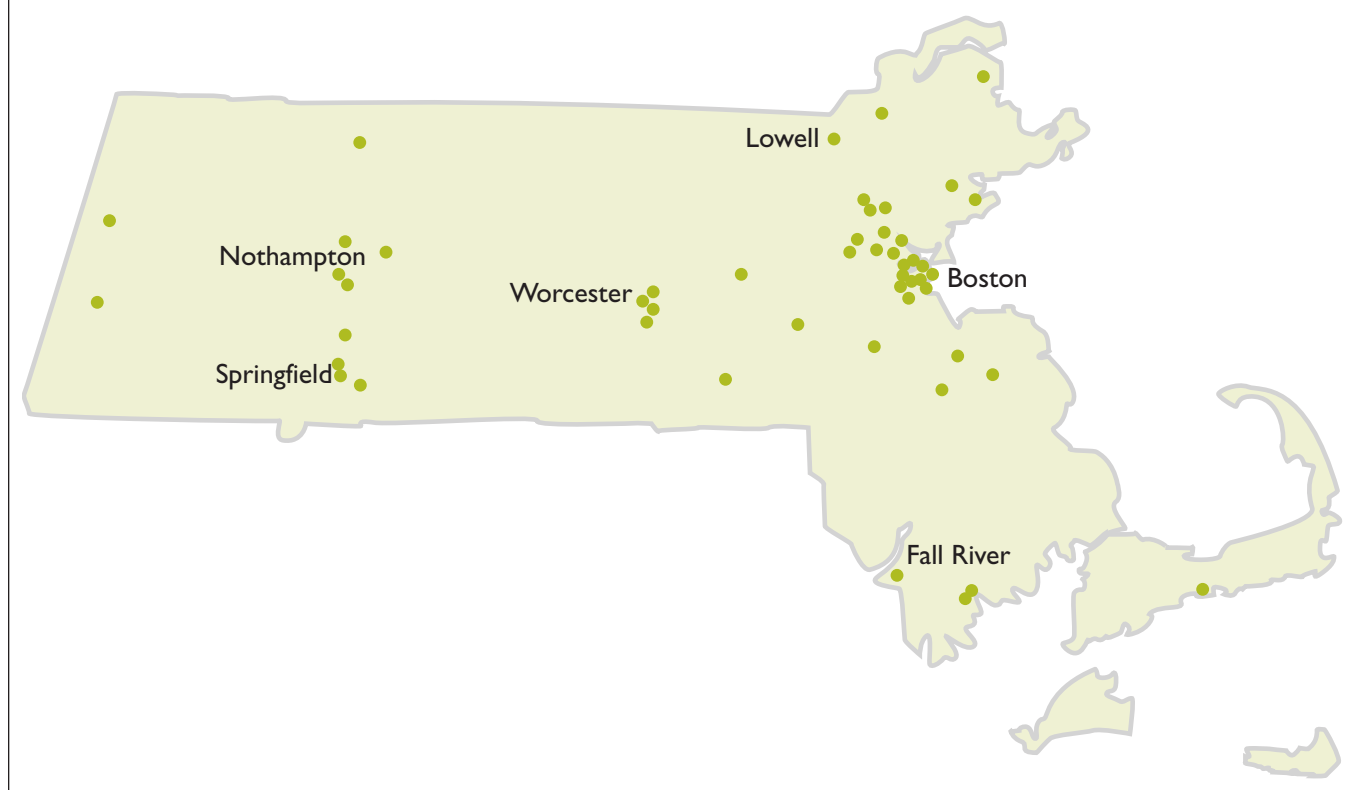 Lowell
Nothampton
Boston
Worcester
Springfield
Fall River